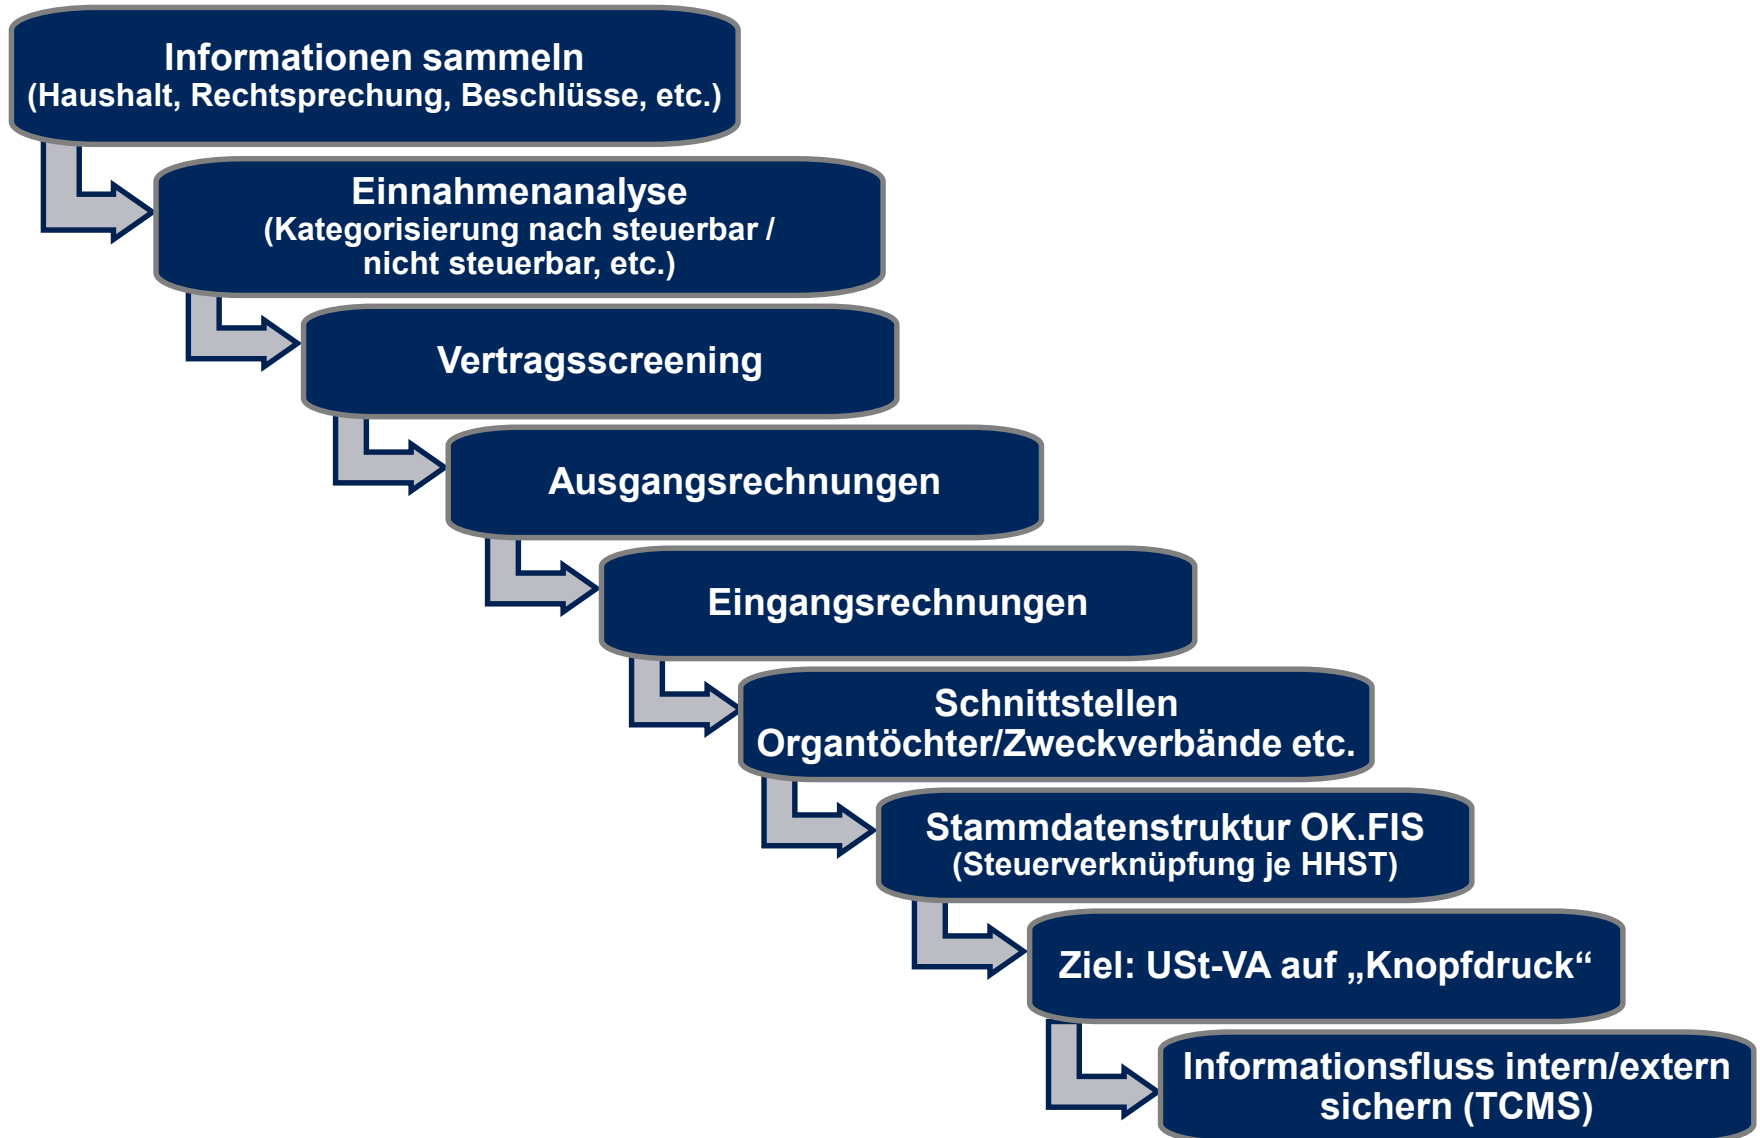 Informationen sammeln
(Haushalt, Rechtsprechung, Beschlüsse, etc.)
Einnahmenanalyse
(Kategorisierung nach steuerbar /
nicht steuerbar, etc.)
Vertragsscreening
Ausgangsrechnungen
Eingangsrechnungen
Schnittstellen
Organtöchter/Zweckverbände etc.
Stammdatenstruktur OK.FIS
(Steuerverknüpfung je HHST)
Ziel: USt-VA auf „Knopfdruck“
Informationsfluss intern/extern
sichern (TCMS)